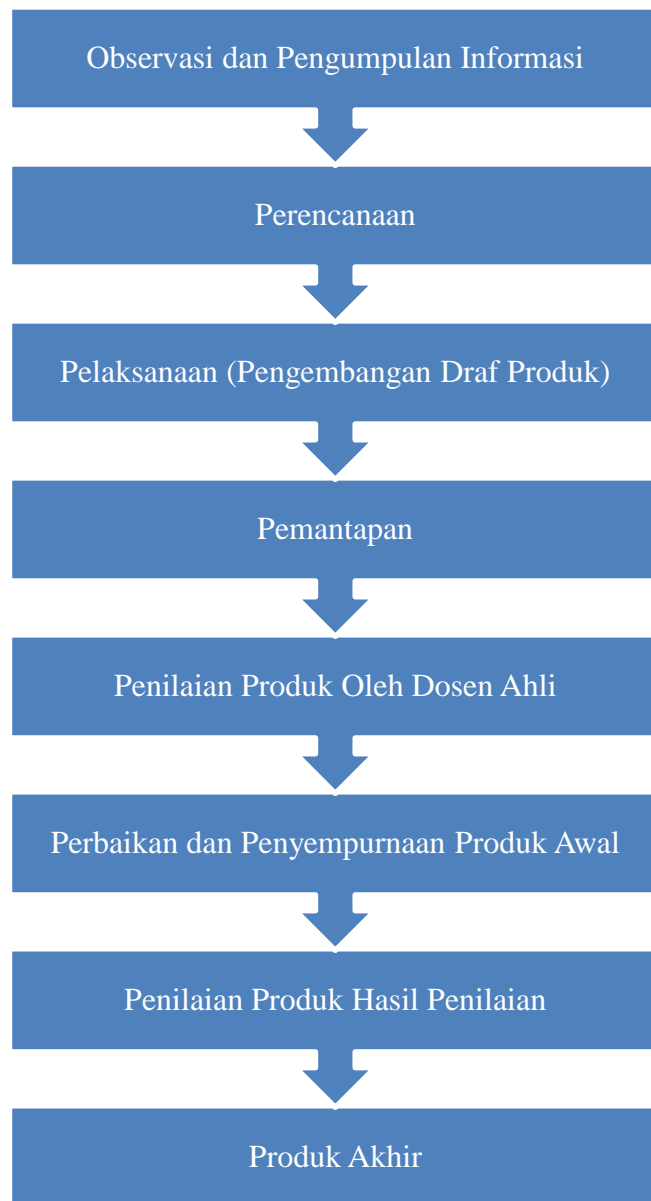 Observasi dan Pengumpulan Informasi
Perencanaan
Pelaksanaan (Pengembangan Draf Produk)
Pemantapan
Penilaian Produk Oleh Dosen Ahli
Perbaikan dan Penyempurnaan Produk Awal
Penilaian Produk Hasil Penilaian
Produk Akhir